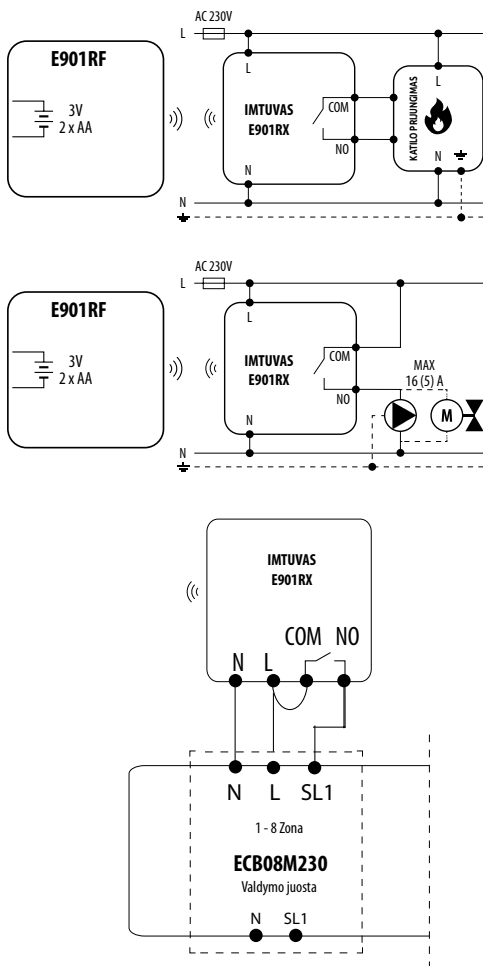 AC 230V
L
E901RF
3V
2 x AA
L
IMTUVAS
E901RX
COM
NO
N
L
KATILO PRIJUNGIMAS
N
N
AC 230V
L
E901RF
3V
2 x AA
L
IMTUVAS
E901RX
COM
NO
N
MAX
16 (5) A
M
N
IMTUVAS
E901RX
COM NO
N L
N L SL1
1 - 8 Zona
ECB08M230
Valdymo juosta
N SL1